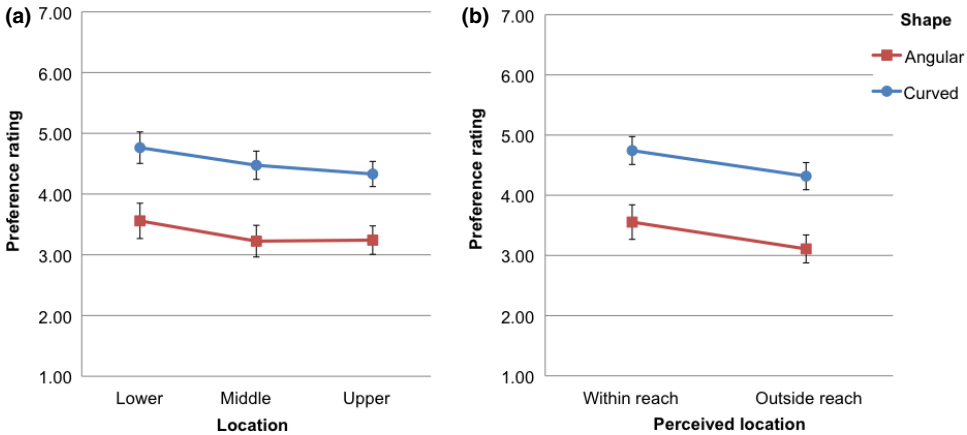 (a)
7.00
6.00
5.00
4.00
3.00
2.00
1.00
Preference rating
Lower Middle Upper
Location
(b)
7.00
6.00
5.00
4.00
3.00
2.00
1.00
Preference rating
Within reach Outside reach
Perceived location
Shape
Angular
Curved